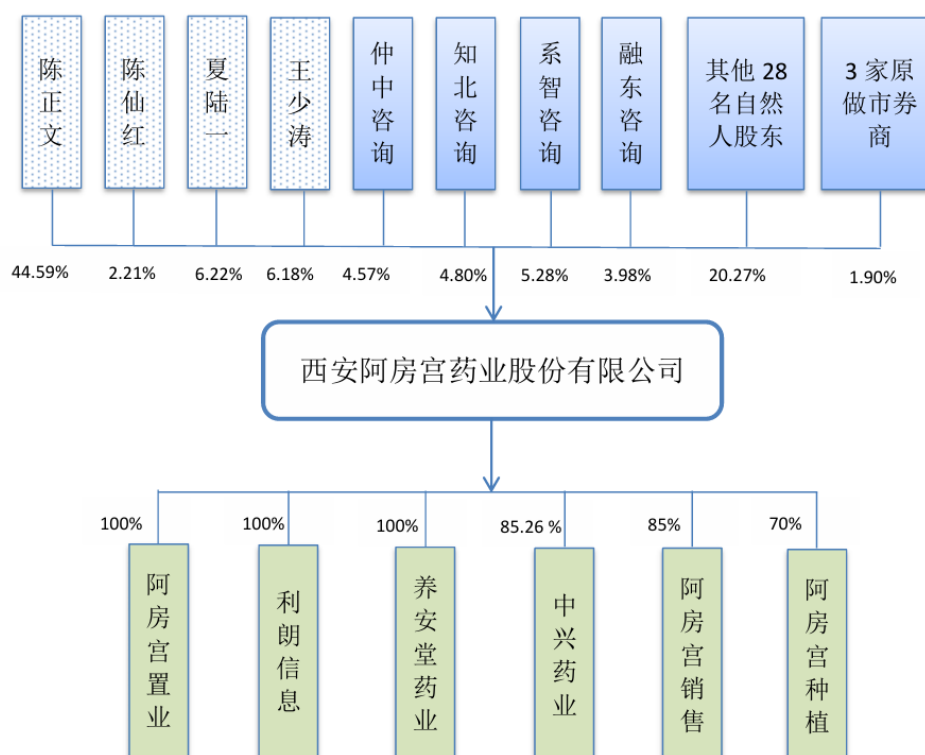 陈正文
陈仙红
夏陆一
王少涛
仲中咨询
知北咨询
系智咨询
融东咨询
其他 28
名自然
人股东
3 家原
做市券
商
44.59%
2.21%
6.22%
6.18%
4.57%
4.80%
5.28%
3.98%
20.27%
1.90%
西安阿房宫药业股份有限公司
100%
100%
100%
85.26 %
85%
70%
阿房宫置业
利朗信息
养安堂药业
中兴药业
阿房宫销售
阿房宫种植